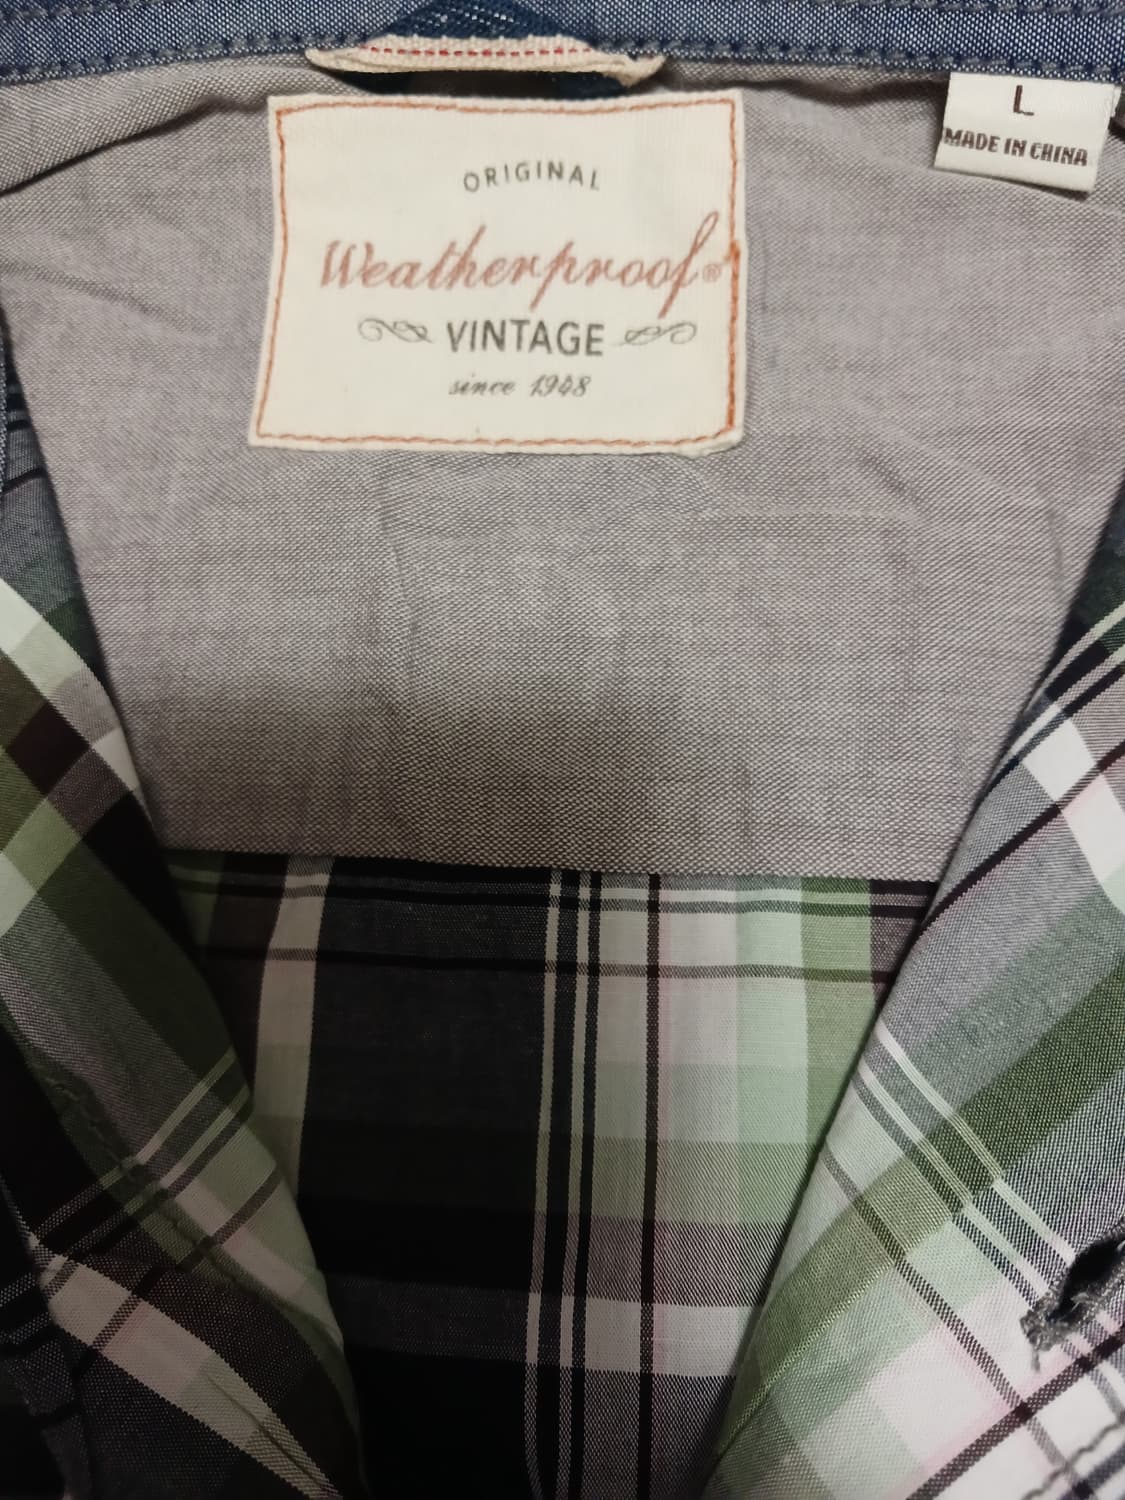 L
MADE IN CHINA
ORIGINAL
Weatherproof®
VINTAGE
since 1948